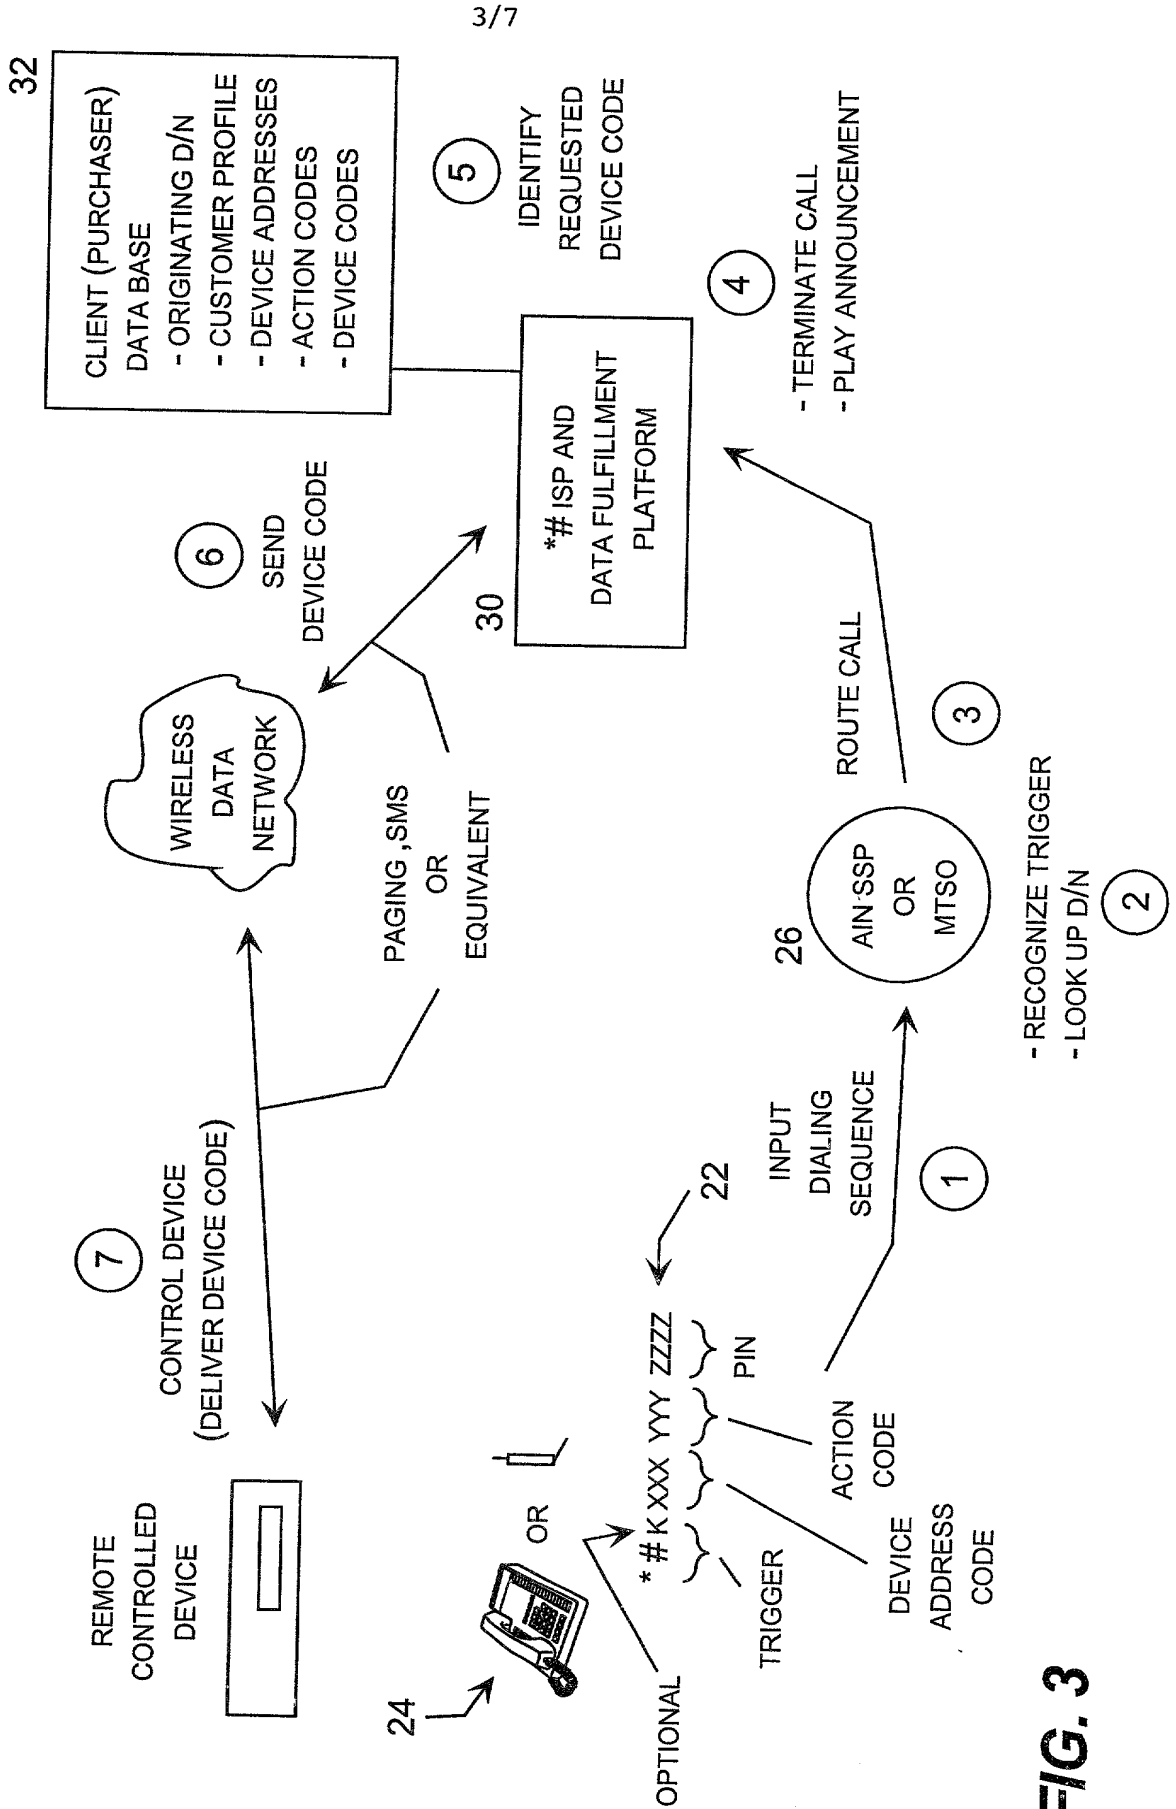 3/7
32
CLIENT (PURCHASER)
DATA BASE
- ORIGINATING D/N
- CUSTOMER PROFILE
- DEVICE ADDRESSES
- ACTION CODES
- DEVICE CODES
5
IDENTIFY
REQUESTED
DEVICE CODE
6
SEND
DEVICE CODE
30
*# ISP AND
DATA FULFILLMENT
PLATFORM
4
- TERMINATE CALL
- PLAY ANNOUNCEMENT
WIRELESS
DATA
NETWORK
PAGING ,SMS
OR
EQUIVALENT
ROUTE CALL
3
26
AIN SSP
OR
MTSO
- RECOGNIZE TRIGGER
- LOOK UP D/N
2
7
CONTROL DEVICE
(DELIVER DEVICE CODE)
REMOTE
CONTROLLED
DEVICE
22
INPUT
DIALING
SEQUENCE
1
24
OR
OPTIONAL
*#K XXX YYY ZZZZ
TRIGGER
DEVICE
ADDRESS
CODE
ACTION
CODE
PIN
FIG. 3